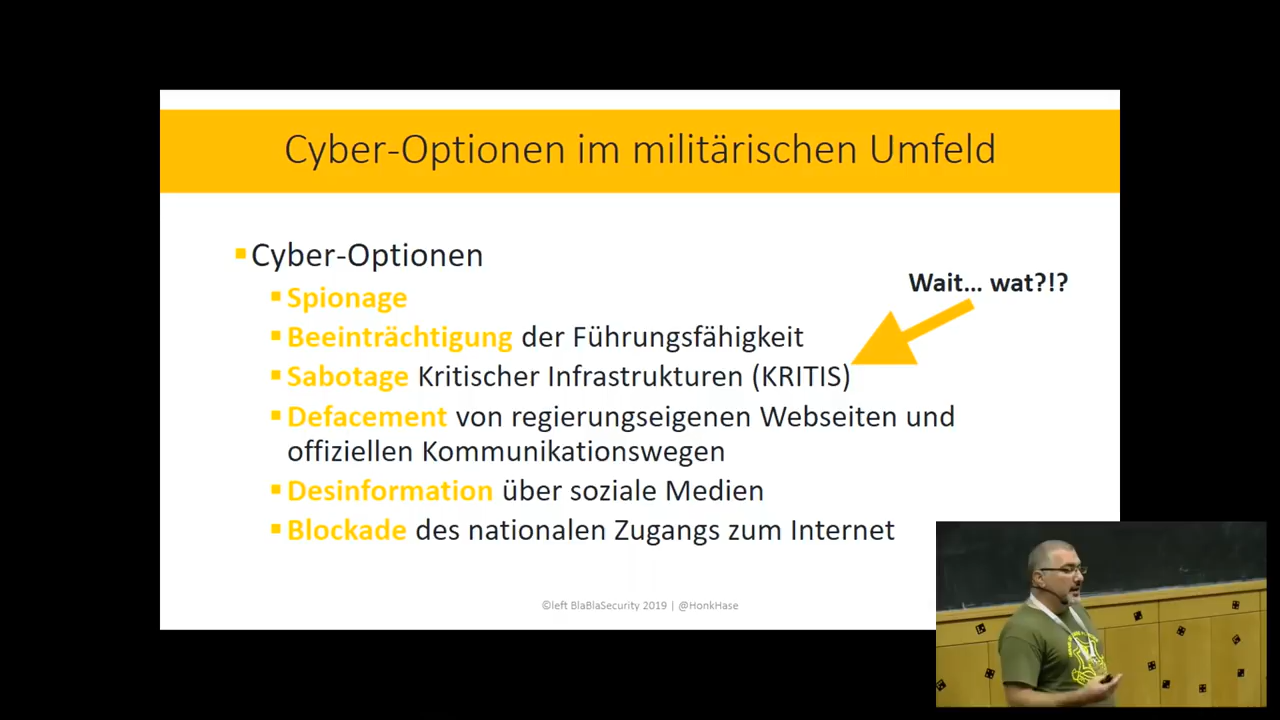 Cyber-Optionen im militärischen Umfeld
Cyber-Optionen
Wait... wat?!?
Spionage
Beeinträchtigung der Führungsfähigkeit
Sabotage Kritischer Infrastrukturen (KRITIS)
Defacement von regierungseigenen Webseiten und
offiziellen Kommunikationswegen
Desinformation über soziale Medien
Blockade des nationalen Zugangs zum Internet
©left BlaBlaSecurity 2019 | @HonkHase